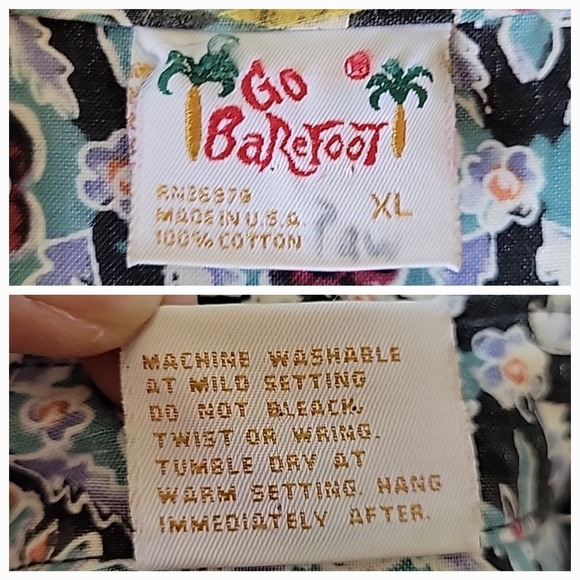 Go
BaRefooT
RN36979
XL
MADE IN U.S.A.
100% COTTON
MACHINE WASHABLE
AT MILD SETTING
DO NOT BLEACH,
TWIST OR WRING.
TUMBLE DRY AT
WARM SETTING. HANG
IMMEDIATELY AFTER.